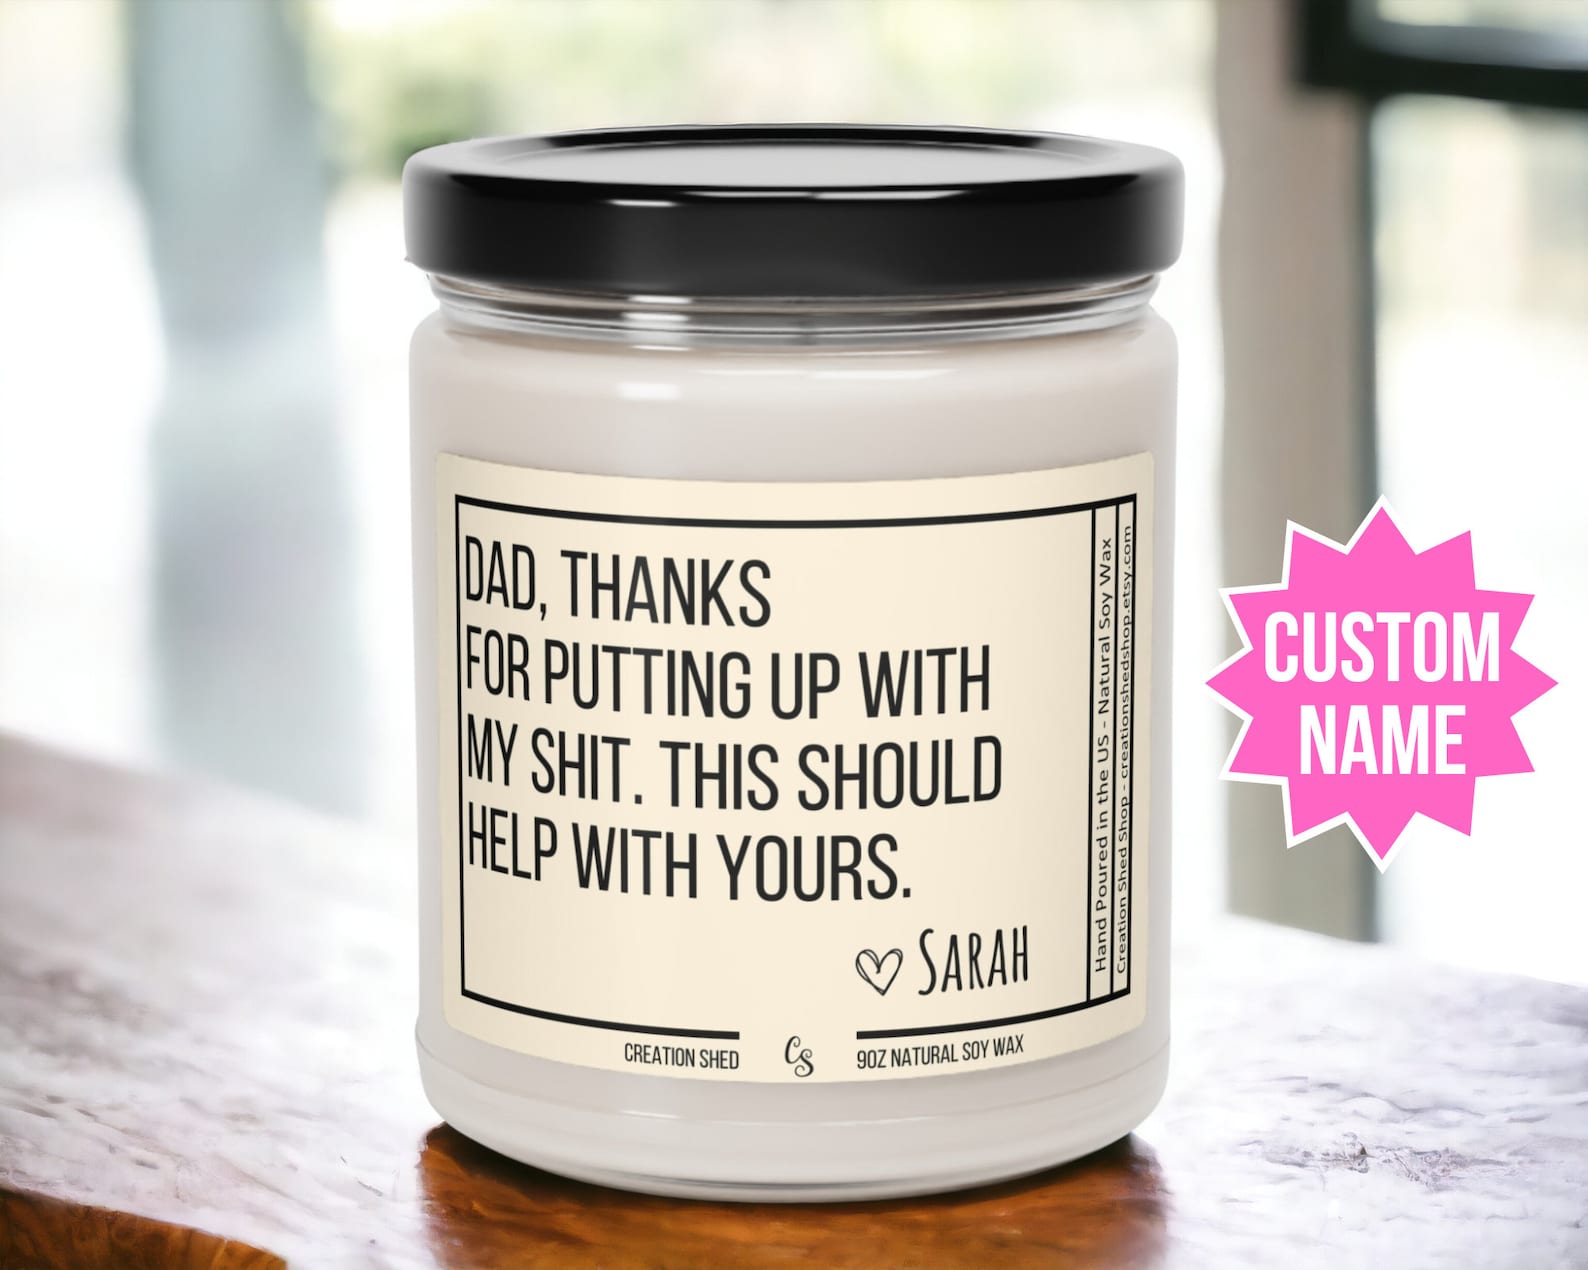 DAD, THANKS
FOR PUTTING UP WITH
MY SHIT. THIS SHOULD
HELP WITH YOURS.
SARAH
Hand Poured in the US - Natural Soy Wax
Creation Shed Shop - creationshedshop.etsy.com
CREATION SHED
CS
9OZ NATURAL SOY WAX
CUSTOM
NAME